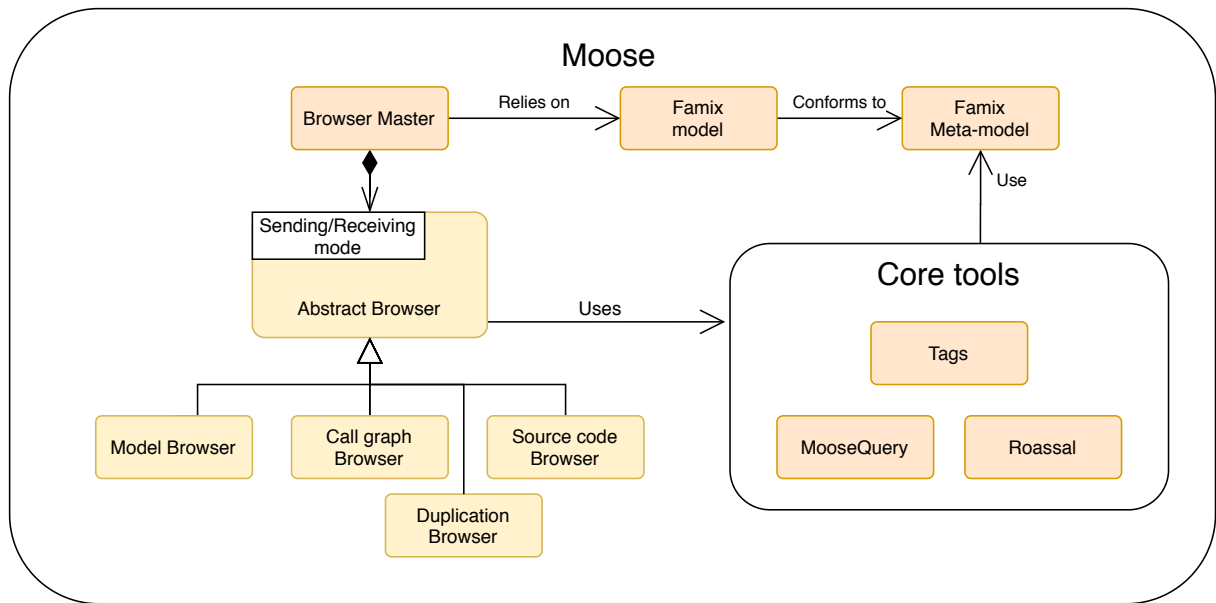 Moose
Browser Master
Relies on
Famix
model
Conforms to
Famix
Meta-model
Use
Sending/Receiving
mode
Abstract Browser
Uses
Core tools
Tags
MooseQuery
Roassal
Model Browser
Call graph
Browser
Source code
Browser
Duplication
Browser